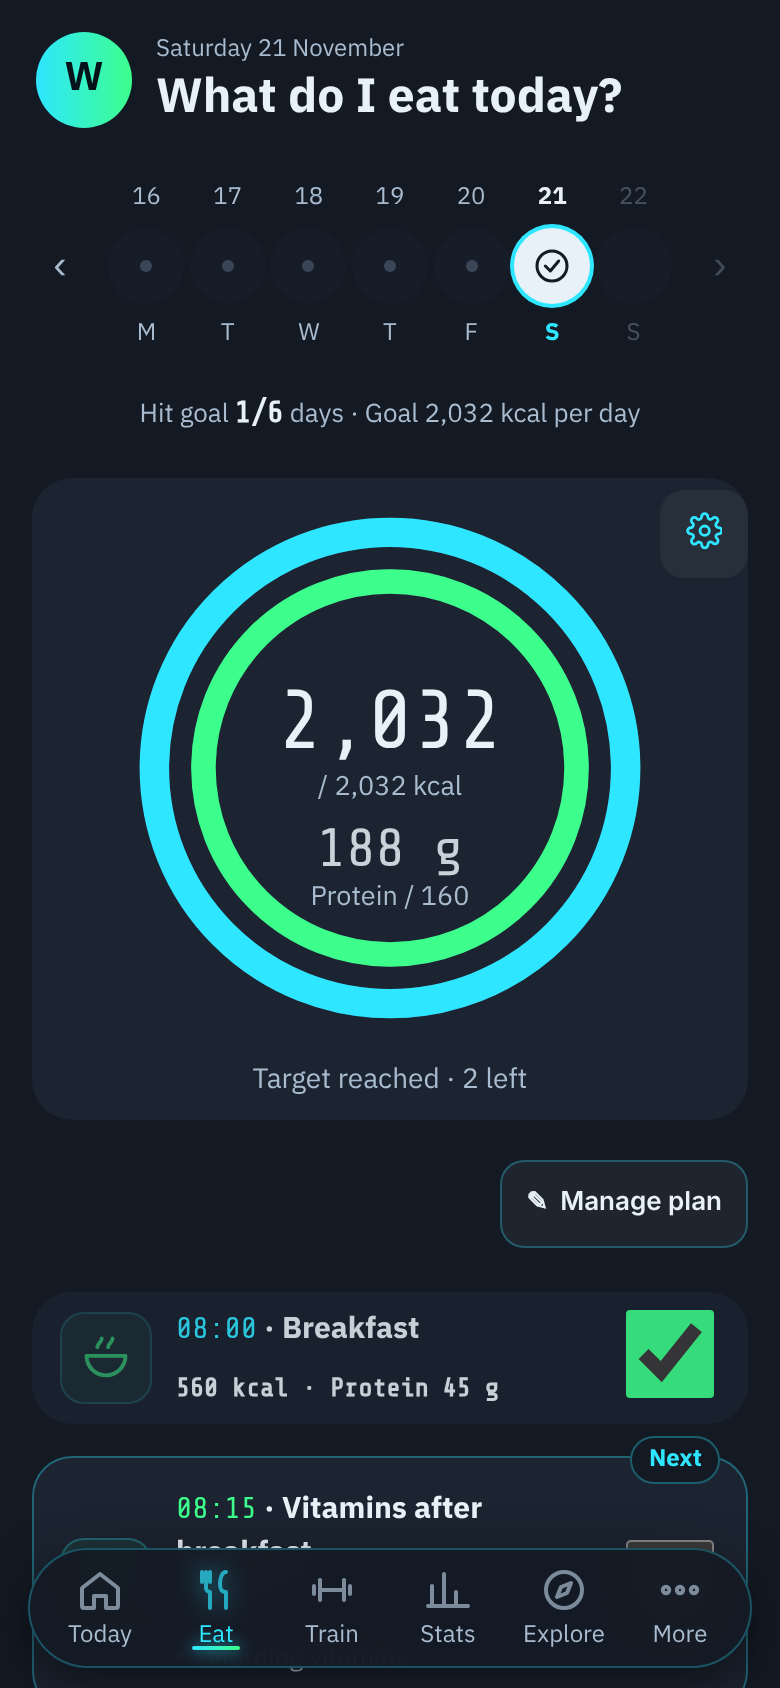 W
Saturday 21 November
What do I eat today?
16 17 18 19 20 21 22
‹ ›
M T W T F S S
Hit goal 1/6 days · Goal 2,032 kcal per day
2,032
/ 2,032 kcal
188 g
Protein / 160
Target reached · 2 left
✎ Manage plan
08:00 · Breakfast
560 kcal · Protein 45 g
Next
08:15 · Vitamins after
breakfast
Morning vitamins
Today Eat Train Stats Explore More